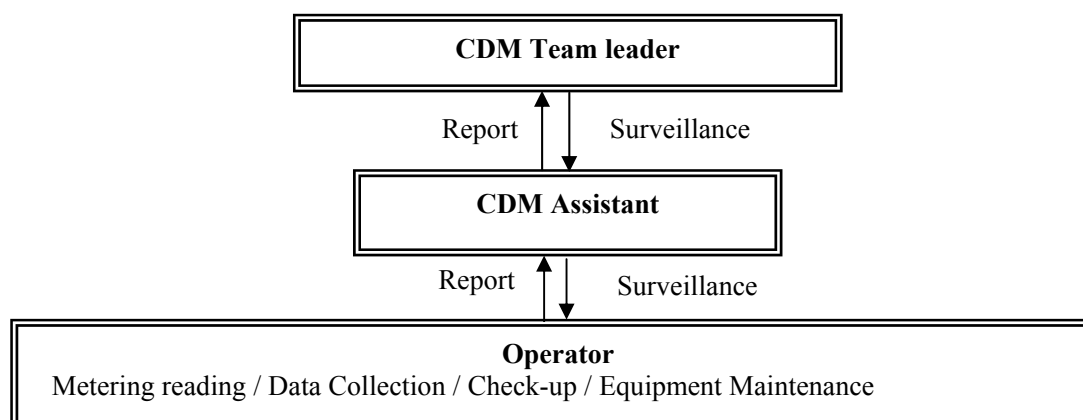 CDM Team leader
Report Surveillance
CDM Assistant
Report Surveillance
Operator
Metering reading / Data Collection / Check-up / Equipment Maintenance